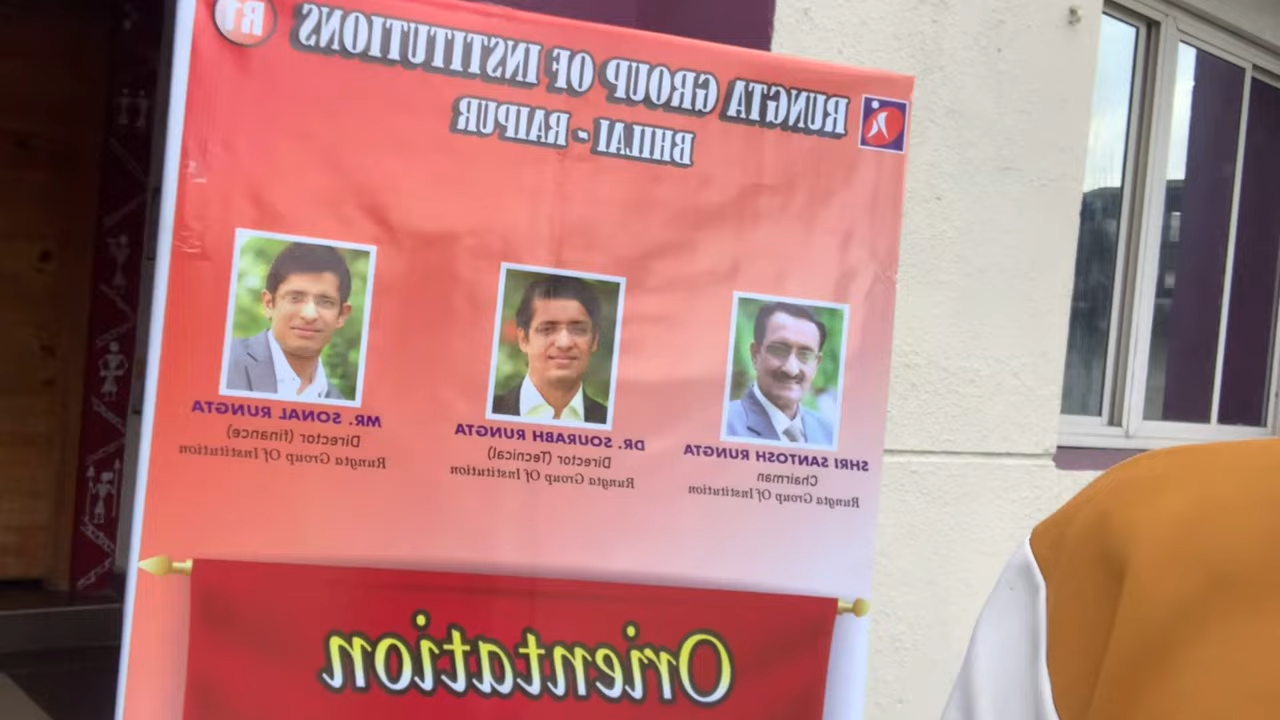 RUNGTA GROUP OF INSTITUTIONS
BHILAI - RAIPUR
SHRI SANTOSH RUNGTA
Chairman
Rungta Group Of Institution
DR. SOURABH RUNGTA
Director (Tecnical)
Rungta Group Of Institution
MR. SONAL RUNGTA
Director (finance)
Rungta Group Of Institution
Orientation